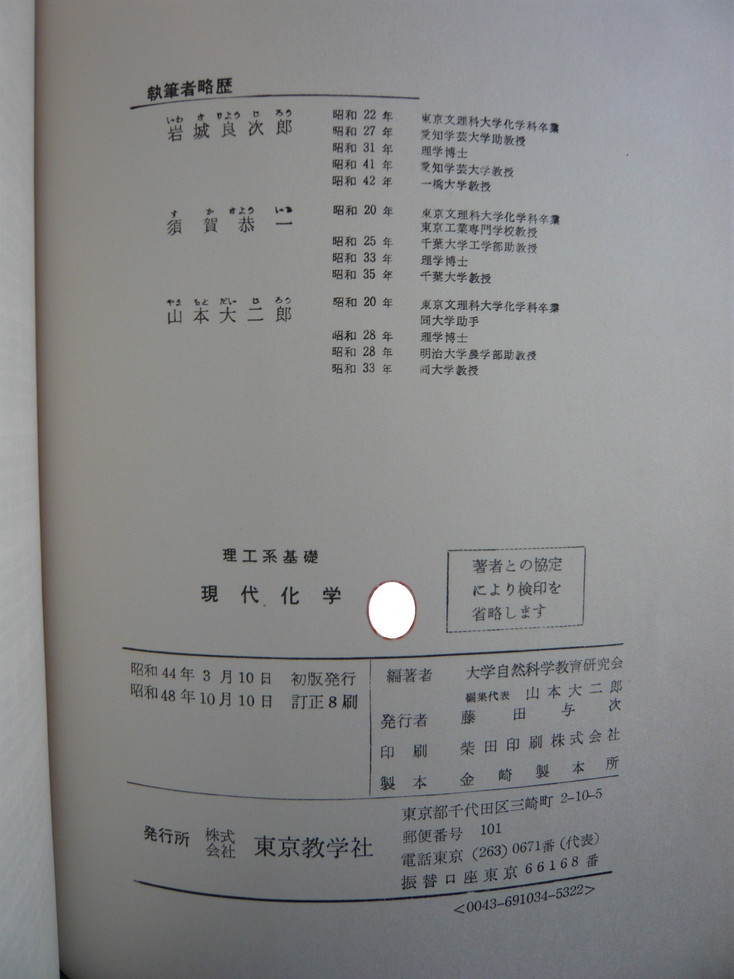 執筆者略歴
いわ き りよう じ ろう
岩城良次郎 昭和 22 年 東京文理科大学化学科卒業
昭和 27 年 愛知学芸大学助教授
昭和 31 年 理学博士
昭和 41 年 愛知学芸大学教授
昭和 42 年 一橋大学教授
す か きよう いち
須賀恭一 昭和 20 年 東京文理科大学化学科卒業
東京工業専門学校教授
昭和 25 年 千葉大学工学部助教授
昭和 33 年 理学博士
昭和 35 年 千葉大学教授
やま もと だい じ ろう
山本大二郎 昭和 20 年 東京文理科大学化学科卒業
同大学助手
昭和 28 年 理学博士
昭和 28 年 明治大学農学部助教授
昭和 33 年 同大学教授
理工系基礎
現代化学
著者との協定
により検印を
省略します
昭和44年3月10日 初版発行
昭和48年10月10日 訂正8刷
編著者 大学自然科学教育研究会
編集代表 山本大二郎
発行者 藤田与次
印刷 柴田印刷株式会社
製本 金崎製本所
発行所 株式会社 東京教学社
東京都千代田区三崎町 2-10-5
郵便番号 101
電話東京 (263) 0671番 (代表)
振替口座東京 66168 番
<0043-691034-5322>